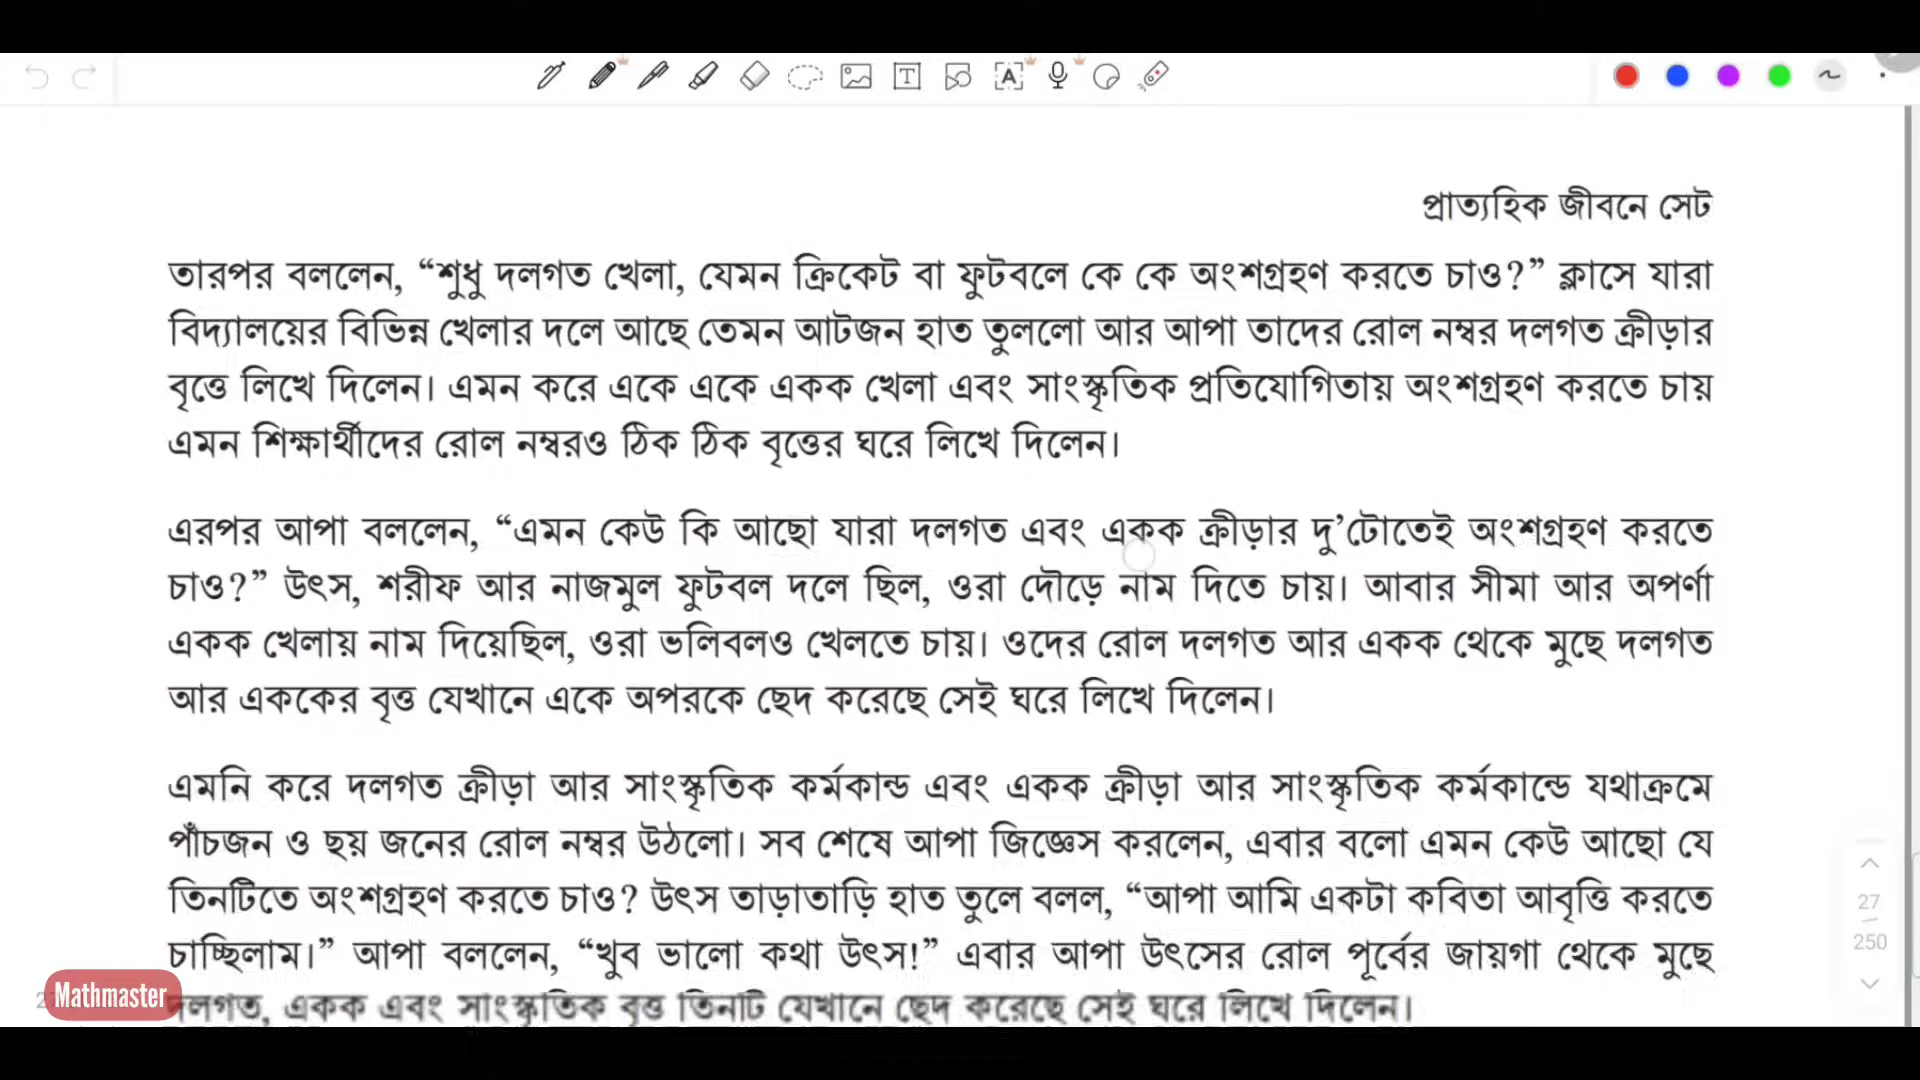 প্রাত্যহিক জীবনে সেট
তারপর বললেন, “শুধু দলগত খেলা, যেমন ক্রিকেট বা ফুটবলে কে কে অংশগ্রহণ করতে চাও?” ক্লাসে যারা
বিদ্যালয়ের বিভিন্ন খেলার দলে আছে তেমন আটজন হাত তুললো আর আপা তাদের রোল নম্বর দলগত ক্রীড়ার
বৃত্তে লিখে দিলেন। এমন করে একে একে একক খেলা এবং সাংস্কৃতিক প্রতিযোগিতায় অংশগ্রহণ করতে চায়
এমন শিক্ষার্থীদের রোল নম্বরও ঠিক ঠিক বৃত্তের ঘরে লিখে দিলেন।
এরপর আপা বললেন, “এমন কেউ কি আছো যারা দলগত এবং একক ক্রীড়ার দু’টোতেই অংশগ্রহণ করতে
চাও?” উৎস, শরীফ আর নাজমুল ফুটবল দলে ছিল, ওরা দৌড়ে নাম দিতে চায়। আবার সীমা আর অপর্ণা
একক খেলায় নাম দিয়েছিল, ওরা ভলিবলও খেলতে চায়। ওদের রোল দলগত আর একক থেকে মুছে দলগত
আর এককের বৃত্ত যেখানে একে অপরকে ছেদ করেছে সেই ঘরে লিখে দিলেন।
এমনি করে দলগত ক্রীড়া আর সাংস্কৃতিক কর্মকান্ড এবং একক ক্রীড়া আর সাংস্কৃতিক কর্মকান্ডে যথাক্রমে
পাঁচজন ও ছয় জনের রোল নম্বর উঠলো। সব শেষে আপা জিজ্ঞেস করলেন, এবার বলো এমন কেউ আছো যে
তিনটিতে অংশগ্রহণ করতে চাও? উৎস তাড়াতাড়ি হাত তুলে বলল, “আপা আমি একটা কবিতা আবৃত্তি করতে
চাচ্ছিলাম।” আপা বললেন, “খুব ভালো কথা উৎস!” এবার আপা উৎসের রোল পূর্বের জায়গা থেকে মুছে
দলগত, একক এবং সাংস্কৃতিক বৃত্ত তিনটি যেখানে ছেদ করেছে সেই ঘরে লিখে দিলেন।
27
250
Mathmaster